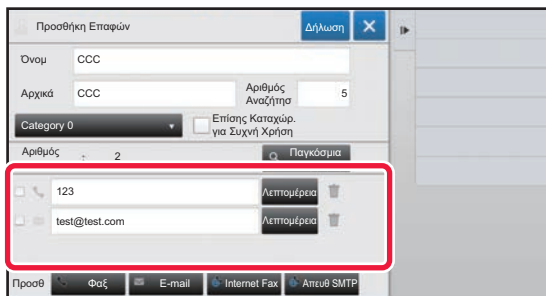 Προσθήκη Επαφών
Δήλωση
Όνομ
CCC
Αρχικά
CCC
Αριθμός
Αναζήτησ
5
Category 0
Επίσης Καταχώρ.
για Συχνή Χρήση
Αριθμός : 2
Παγκόσμια
123
Λεπτομέρεια
test@test.com
Λεπτομέρεια
Προσθ
Φαξ
E-mail
Internet Fax
Απευθ SMTP